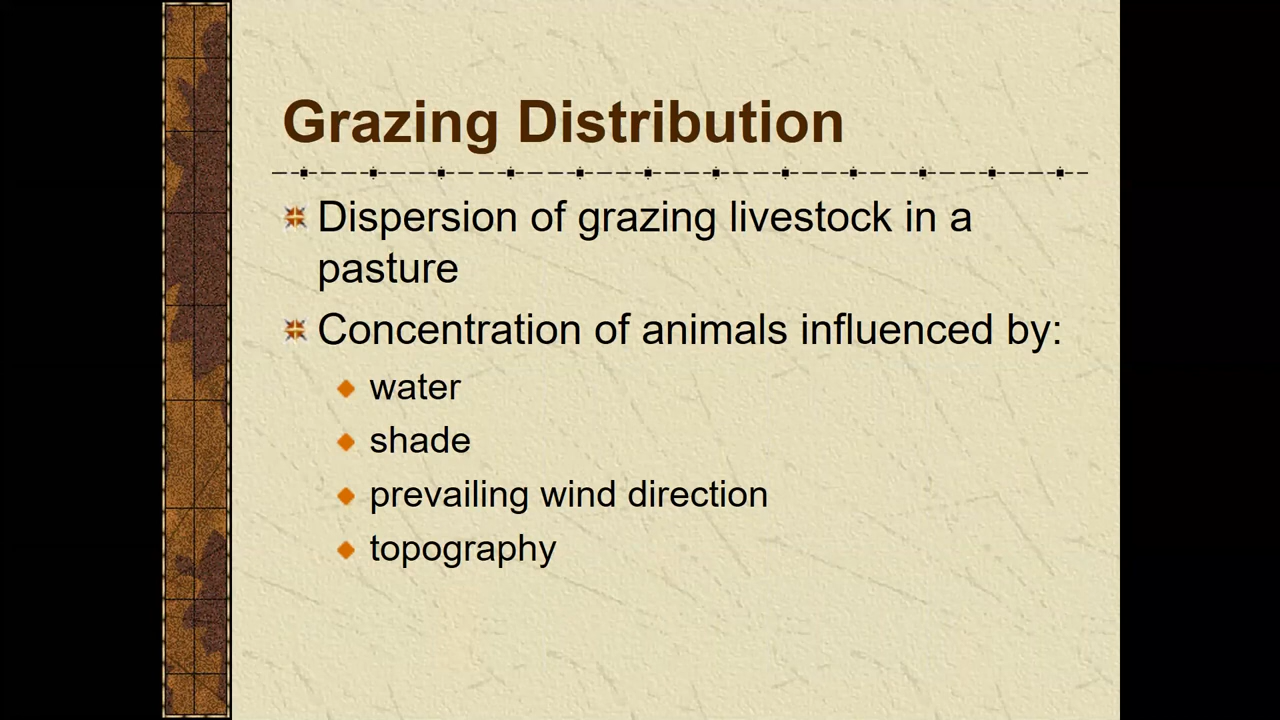 Grazing Distribution
Dispersion of grazing livestock in a
pasture
Concentration of animals influenced by:
water
shade
prevailing wind direction
topography